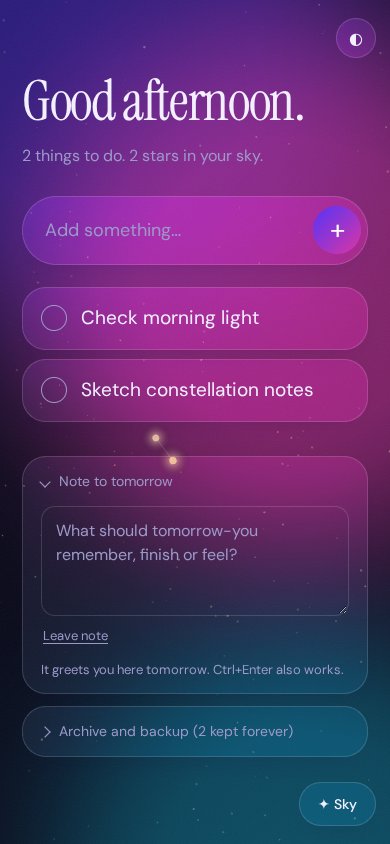 Good afternoon.
2 things to do. 2 stars in your sky.
Add something…
+
Check morning light
Sketch constellation notes
Note to tomorrow
What should tomorrow-you
remember, finish or feel?
Leave note
It greets you here tomorrow. Ctrl+Enter also works.
Archive and backup (2 kept forever)
✦ Sky